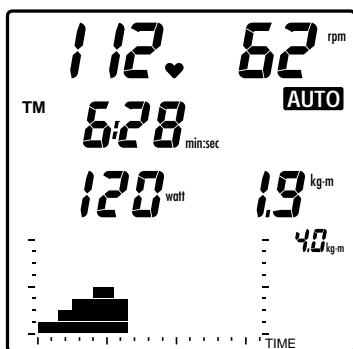 112 ♥ 62 rpm
AUTO
TM 6:28 min:sec
120 watt 1.9 kg-m
4.0 kg-m
TIME